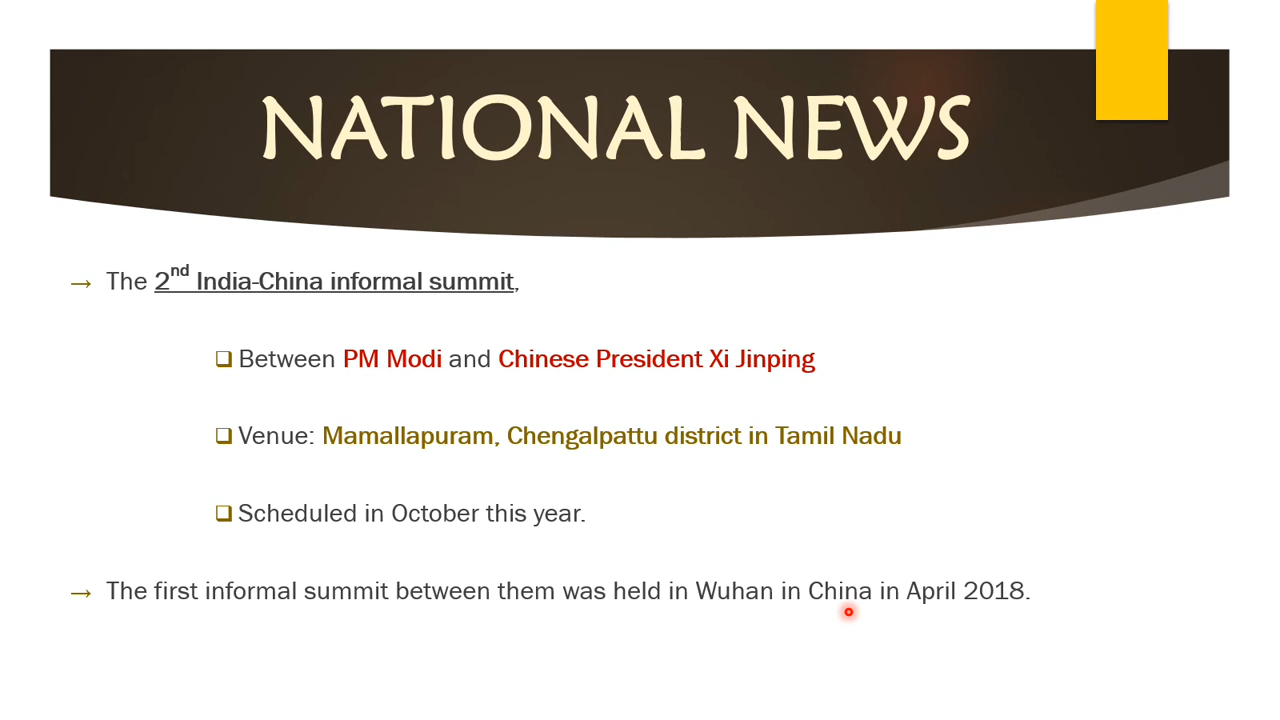 NATIONAL NEWS
→ The 2nd India-China informal summit,
❑ Between PM Modi and Chinese President Xi Jinping
❑ Venue: Mamallapuram, Chengalpattu district in Tamil Nadu
❑ Scheduled in October this year.
→ The first informal summit between them was held in Wuhan in China in April 2018.